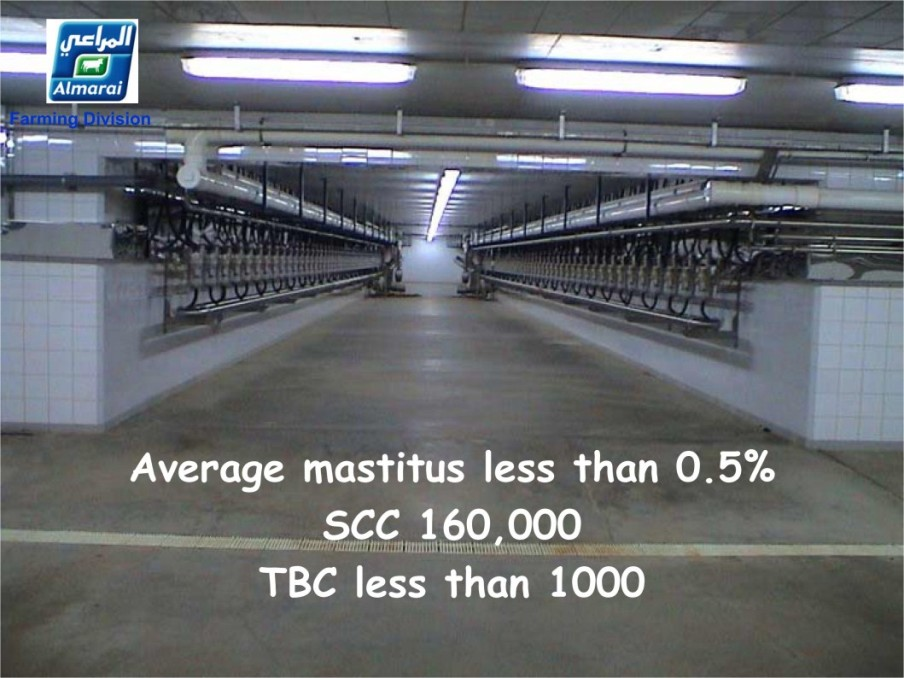 المراعي
Almarai
Farming Division
Average mastitus less than 0.5%
SCC 160,000
TBC less than 1000